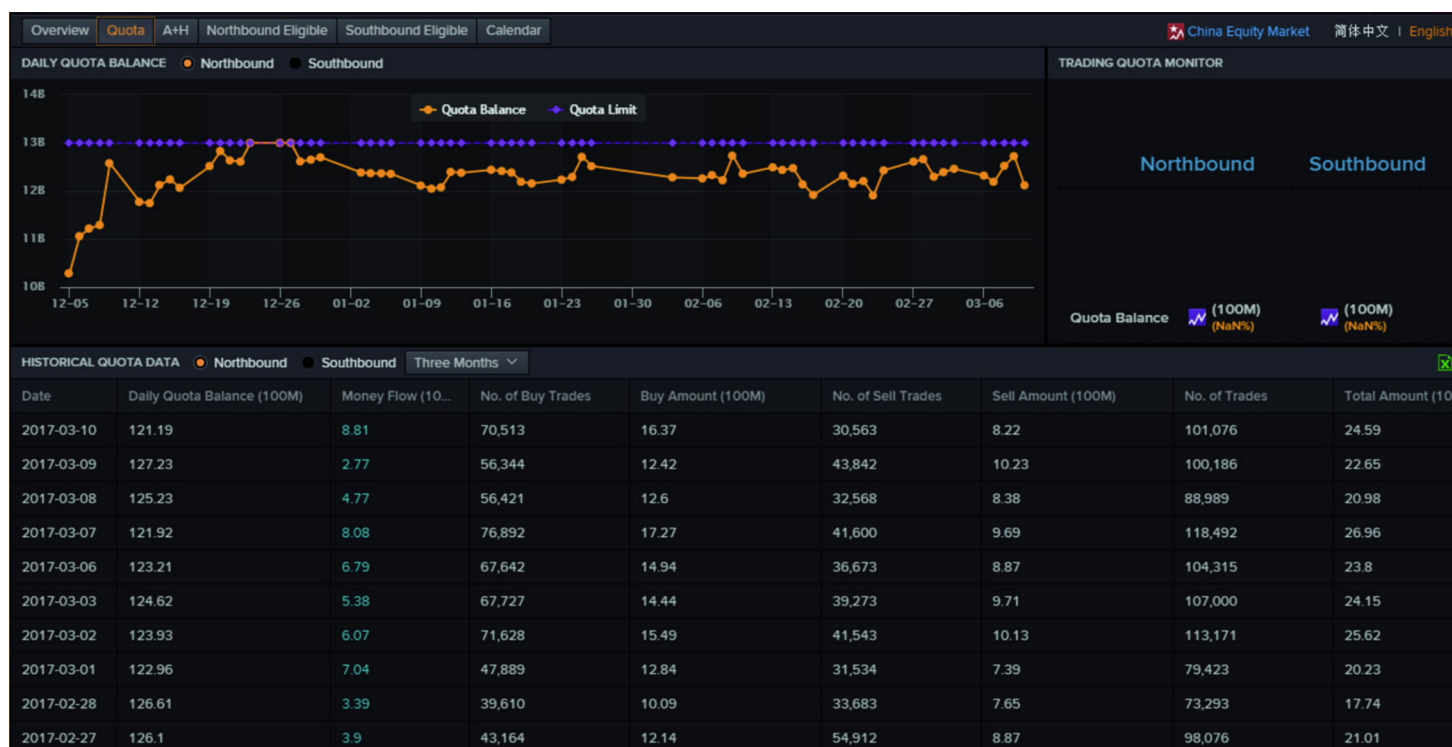 Overview Quota A+H Northbound Eligible Southbound Eligible Calendar China Equity Market 简体中文 | English
DAILY QUOTA BALANCE Northbound Southbound TRADING QUOTA MONITOR
14B
Quota Balance Quota Limit
13B
Northbound Southbound
12B
11B
10B
12-05 12-12 12-19 12-26 01-02 01-09 01-16 01-23 01-30 02-06 02-13 02-20 02-27 03-06
Quota Balance (100M) (100M)
(NaN%) (NaN%)
HISTORICAL QUOTA DATA Northbound Southbound Three Months
Date Daily Quota Balance (100M) Money Flow (10... No. of Buy Trades Buy Amount (100M) No. of Sell Trades Sell Amount (100M) No. of Trades Total Amount (10
2017-03-10 121.19 8.81 70,513 16.37 30,563 8.22 101,076 24.59
2017-03-09 127.23 2.77 56,344 12.42 43,842 10.23 100,186 22.65
2017-03-08 125.23 4.77 56,421 12.6 32,568 8.38 88,989 20.98
2017-03-07 121.92 8.08 76,892 17.27 41,600 9.69 118,492 26.96
2017-03-06 123.21 6.79 67,642 14.94 36,673 8.87 104,315 23.8
2017-03-03 124.62 5.38 67,727 14.44 39,273 9.71 107,000 24.15
2017-03-02 123.93 6.07 71,628 15.49 41,543 10.13 113,171 25.62
2017-03-01 122.96 7.04 47,889 12.84 31,534 7.39 79,423 20.23
2017-02-28 126.61 3.39 39,610 10.09 33,683 7.65 73,293 17.74
2017-02-27 126.1 3.9 43,164 12.14 54,912 8.87 98,076 21.01